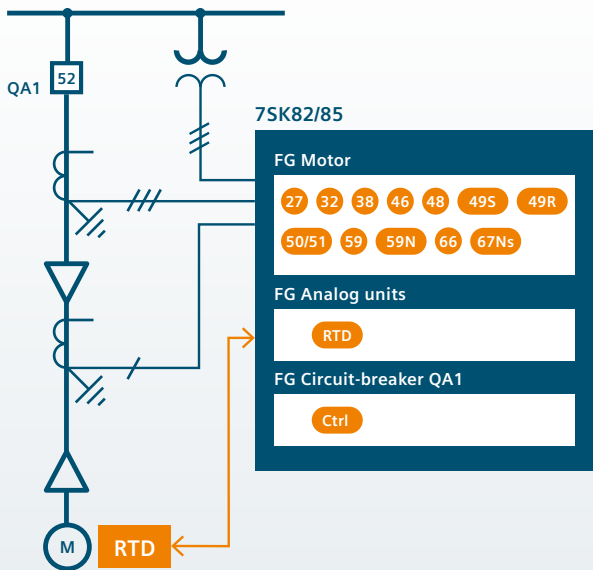 52
QA1
7SK82/85
FG Motor
27 32 38 46 48 49S 49R
50/51 59 59N 66 67Ns
FG Analog units
RTD
FG Circuit-breaker QA1
Ctrl
M
RTD